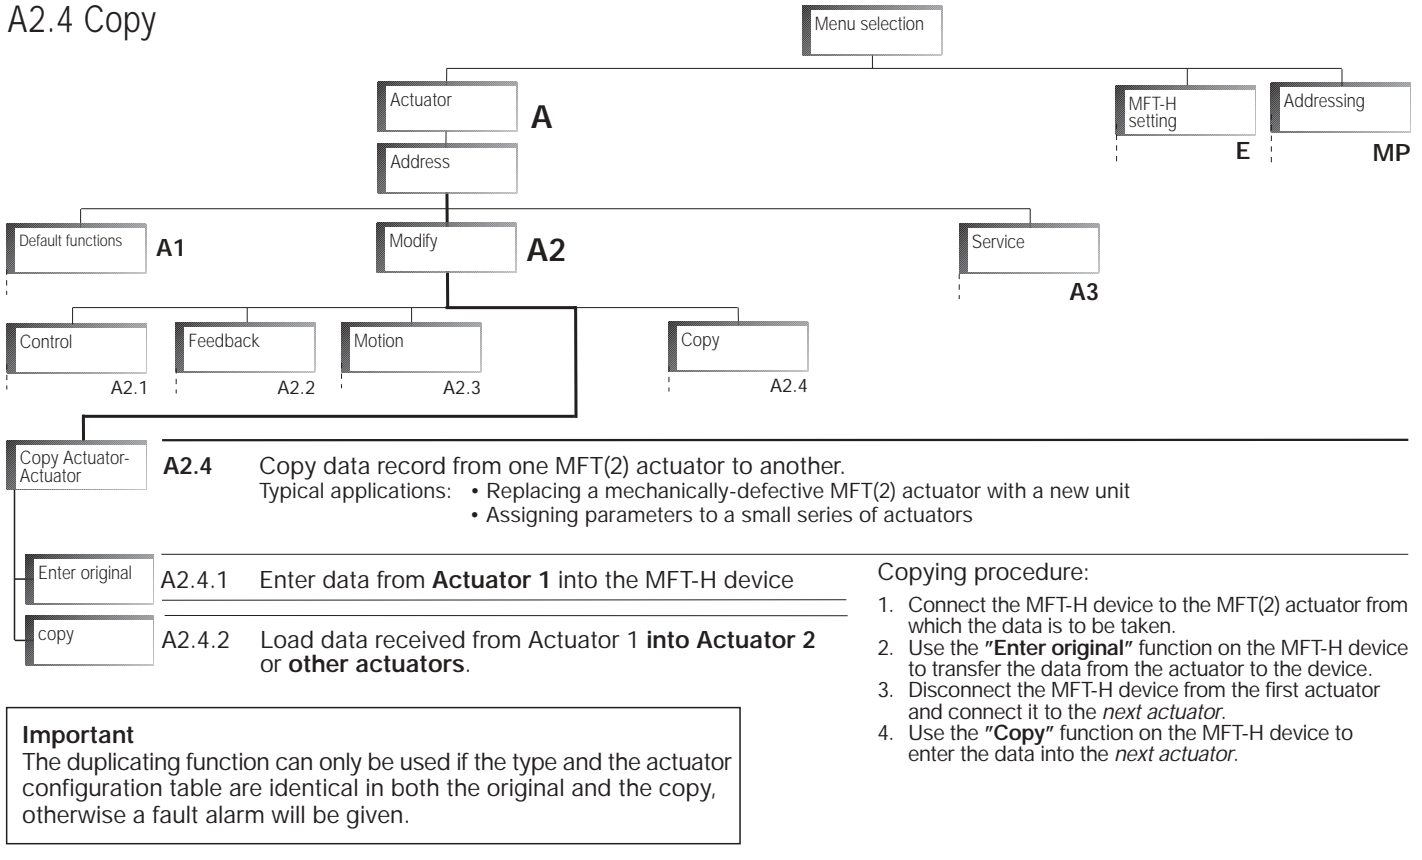 A2.4 Copy
Menu selection
Actuator
A
MFT-H
setting
E
Addressing
MP
Address
Default functions
A1
Modify
A2
Service
A3
Control
A2.1
Feedback
A2.2
Motion
A2.3
Copy
A2.4
Copy Actuator-
Actuator
A2.4 Copy data record from one MFT(2) actuator to another.
Typical applications: • Replacing a mechanically-defective MFT(2) actuator with a new unit
• Assigning parameters to a small series of actuators
Enter original
A2.4.1 Enter data from Actuator 1 into the MFT-H device
copy
A2.4.2 Load data received from Actuator 1 into Actuator 2
or other actuators.
Copying procedure:
1. Connect the MFT-H device to the MFT(2) actuator from
which the data is to be taken.
2. Use the "Enter original" function on the MFT-H device
to transfer the data from the actuator to the device.
3. Disconnect the MFT-H device from the first actuator
and connect it to the next actuator.
4. Use the "Copy" function on the MFT-H device to
enter the data into the next actuator.
Important
The duplicating function can only be used if the type and the actuator
configuration table are identical in both the original and the copy,
otherwise a fault alarm will be given.